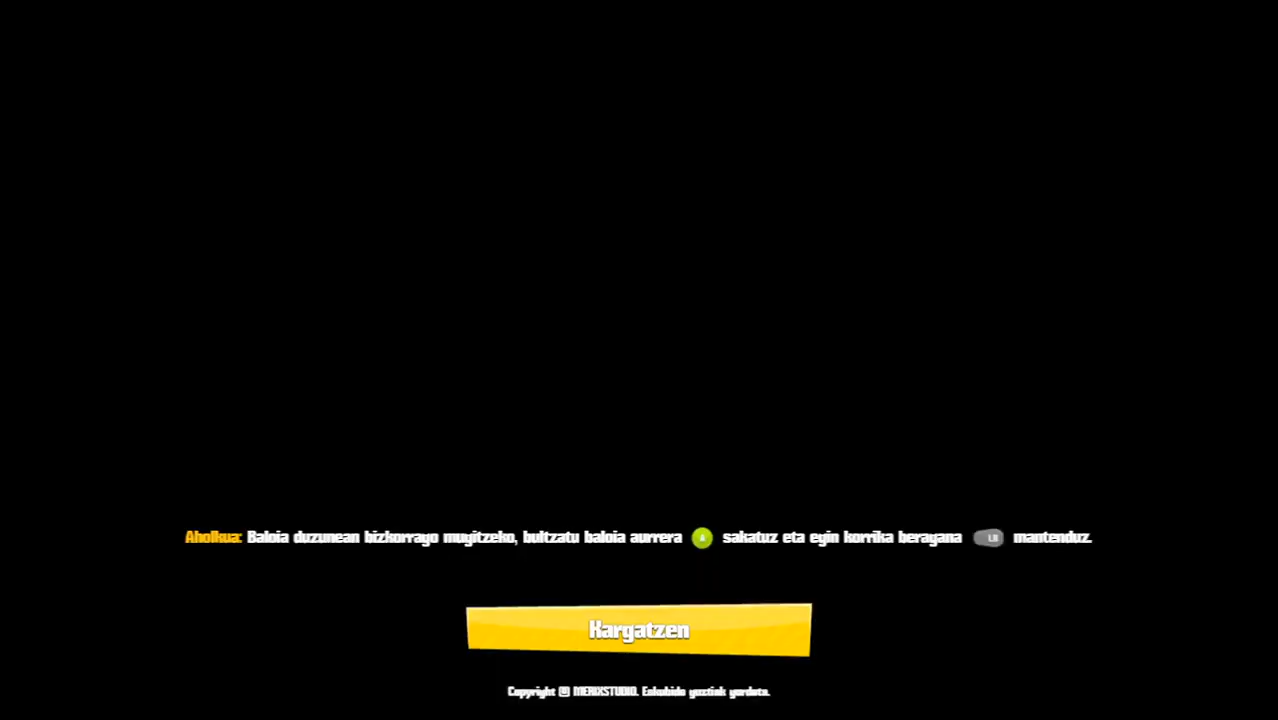 Aholkua: Baloia duzunean bizkorrago mugitzeko, bultzatu baloia aurrera A sakatuz eta egin korrika beragana LB mantenduz.
Kargatzen
Copyright © MERIXSTUDIO. Eskubide guztiak gordeta.